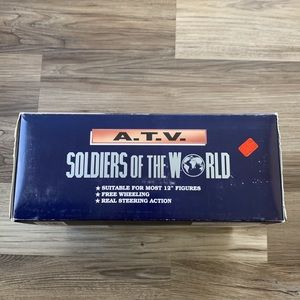 A.T.V.
SOLDIERS OF THE WORLD
★ SUITABLE FOR MOST 12" FIGURES
★ FREE WHEELING
★ REAL STEERING ACTION